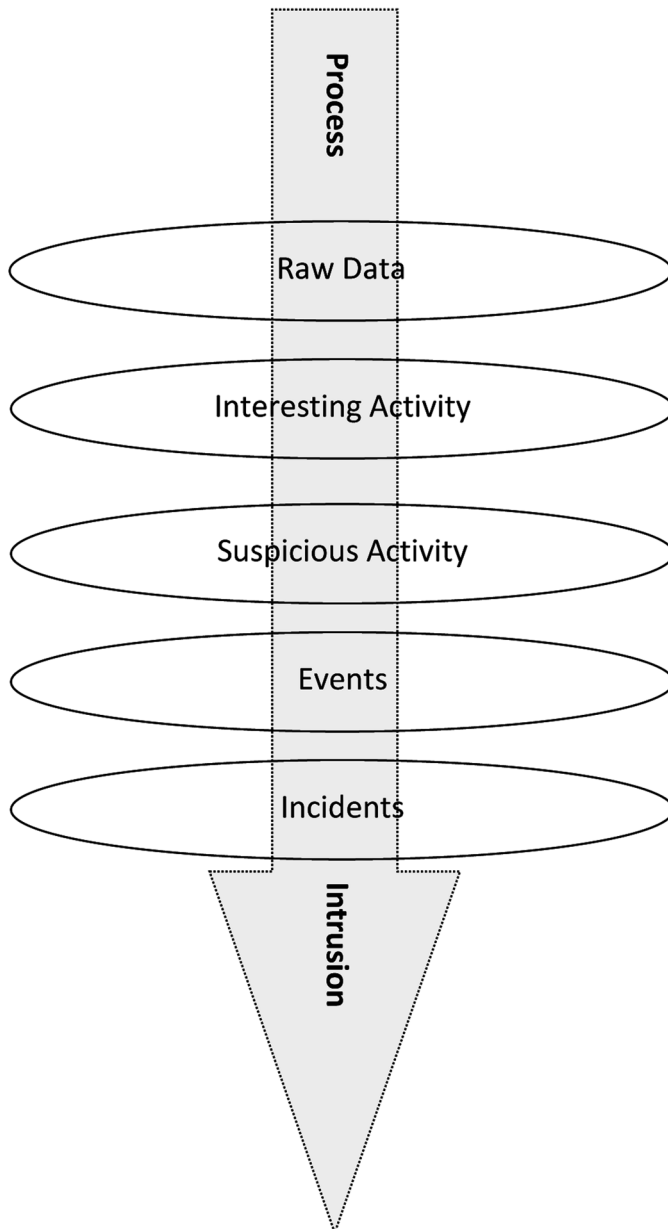 Process
Raw Data
Interesting Activity
Suspicious Activity
Events
Incidents
Intrusion